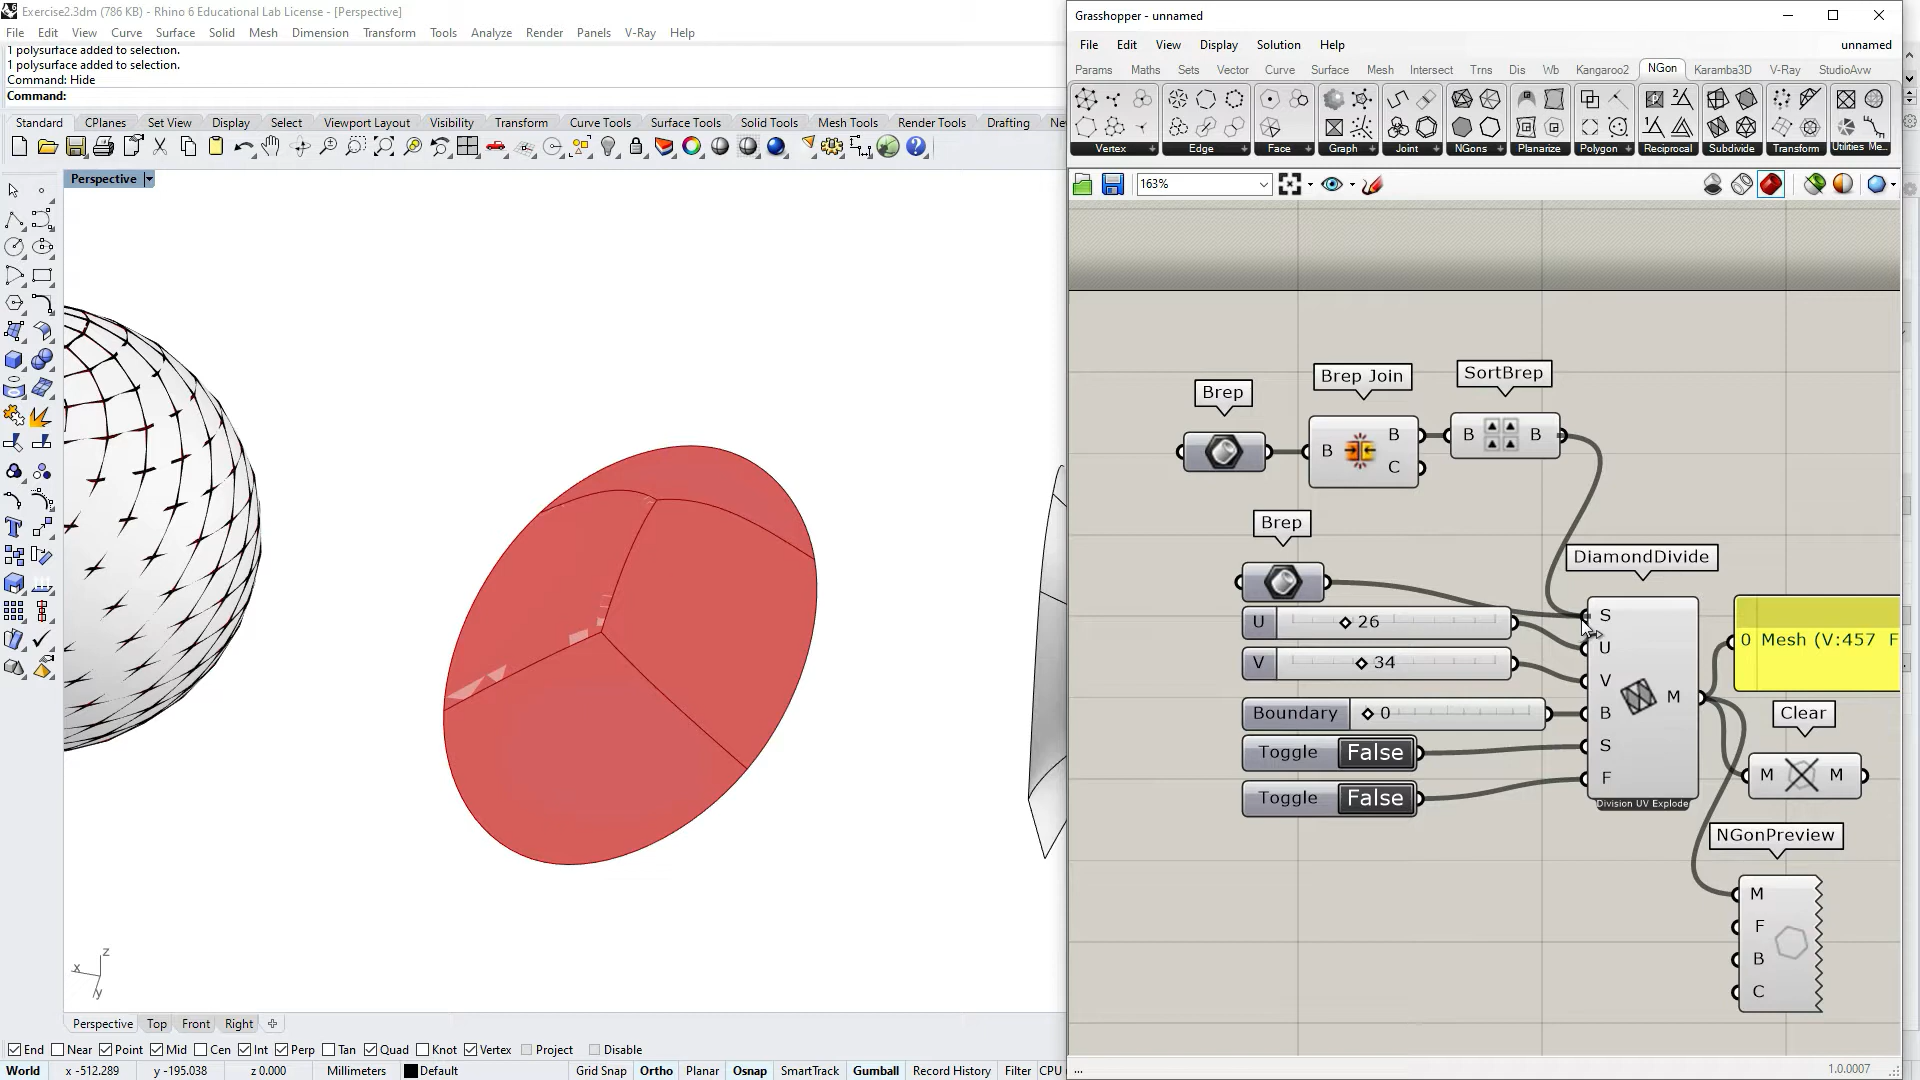 Exercise2.3dm (786 KB) - Rhino 6 Educational Lab License - [Perspective]
File Edit View Curve Surface Solid Mesh Dimension Transform Tools Analyze Render Panels V-Ray Help
1 polysurface added to selection.
1 polysurface added to selection.
Command: Hide
Command:
Standard CPlanes Set View Display Select Viewport Layout Visibility Transform Curve Tools Surface Tools Solid Tools Mesh Tools Render Tools Drafting
Perspective
z
x
y
Perspective Top Front Right
End Near Point Mid Cen Int Perp Tan Quad Knot Vertex Project Disable
World x -512.289 y -195.038 z 0.000 Millimeters Default Grid Snap Ortho Planar Osnap SmartTrack Gumball Record History Filter CPU
Grasshopper - unnamed
File Edit View Display Solution Help unnamed
Params Maths Sets Vector Curve Surface Mesh Intersect Trns Dis Wb Kangaroo2 NGon Karamba3D V-Ray StudioAvw
Vertex Edge Face Graph Joint NGons Planarize Polygon Reciprocal Subdivide Transform Utilities Me...
163%
Brep
Brep Join
SortBrep
B B C
B B
Brep
DiamondDivide
U 26
V 34
Boundary 0
Toggle False
Toggle False
S
U
V
B
S
F
M
Division UV Explode
0 Mesh (V:457 F
Clear
M M
NGonPreview
M
F
B
C
...
1.0.0007